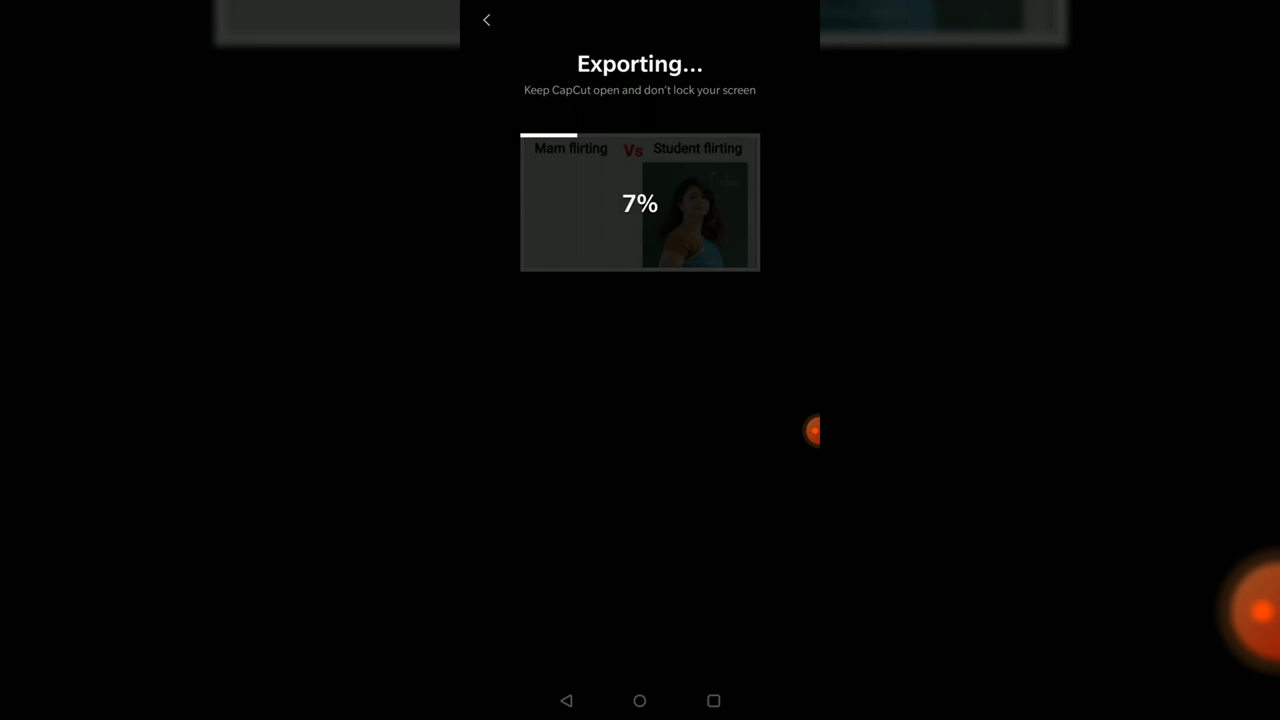 Exporting...
Keep CapCut open and don't lock your screen
Mam flirting Vs Student flirting
7%